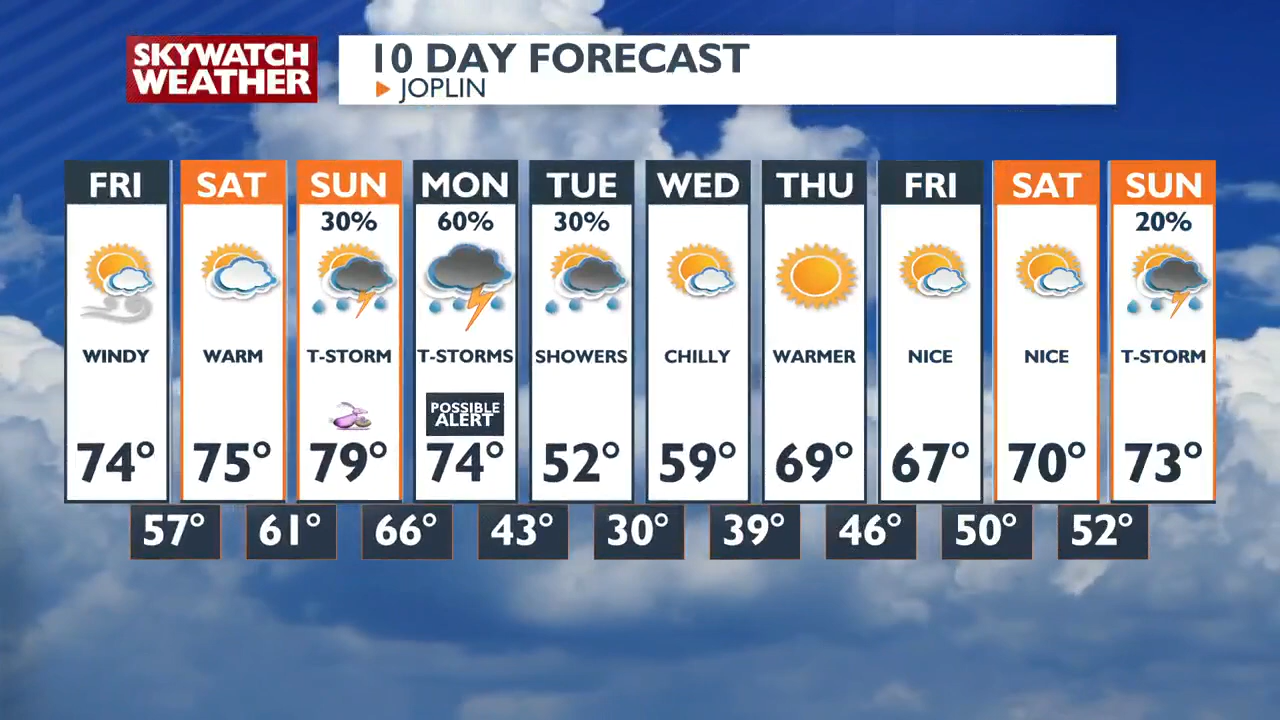 SKYWATCH
WEATHER
10 DAY FORECAST
JOPLIN
FRI SAT SUN MON TUE WED THU FRI SAT SUN
30% 60% 30% 20%
WINDY WARM T-STORM T-STORMS SHOWERS CHILLY WARMER NICE NICE T-STORM
POSSIBLE
ALERT
74° 75° 79° 74° 52° 59° 69° 67° 70° 73°
57° 61° 66° 43° 30° 39° 46° 50° 52°